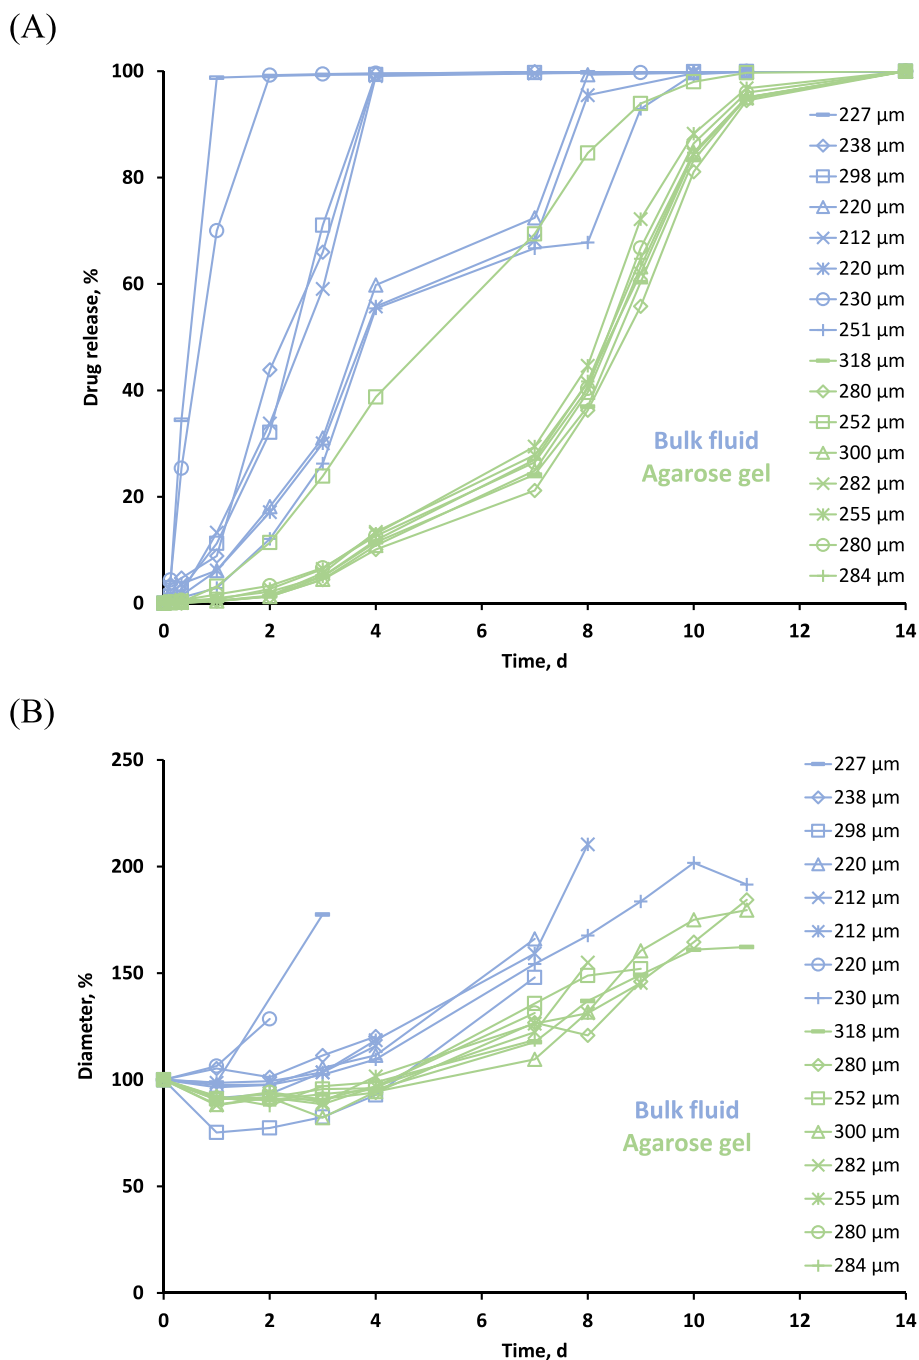 (A)
100
80
60
40
20
0
Drug release, %
0 2 4 6 8 10 12 14
Time, d
227 µm
238 µm
298 µm
220 µm
212 µm
220 µm
230 µm
251 µm
318 µm
280 µm
252 µm
300 µm
282 µm
255 µm
280 µm
284 µm
Bulk fluid
Agarose gel
(B)
250
200
150
100
50
0
Diameter, %
0 2 4 6 8 10 12 14
Time, d
227 µm
238 µm
298 µm
220 µm
212 µm
212 µm
220 µm
230 µm
318 µm
280 µm
252 µm
300 µm
282 µm
255 µm
280 µm
284 µm
Bulk fluid
Agarose gel